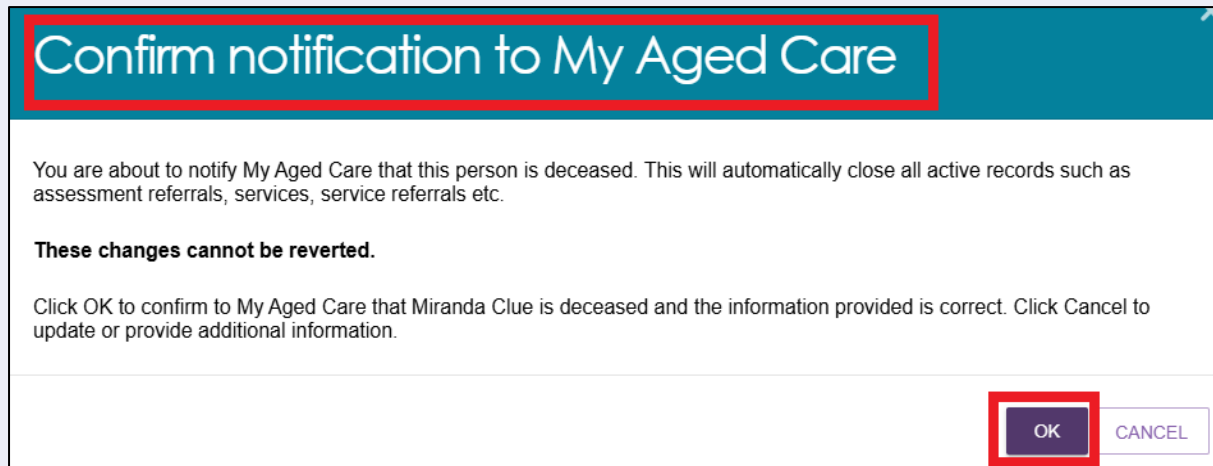 Confirm notification to My Aged Care
You are about to notify My Aged Care that this person is deceased. This will automatically close all active records such as
assessment referrals, services, service referrals etc.
These changes cannot be reverted.
Click OK to confirm to My Aged Care that Miranda Clue is deceased and the information provided is correct. Click Cancel to
update or provide additional information.
OK CANCEL